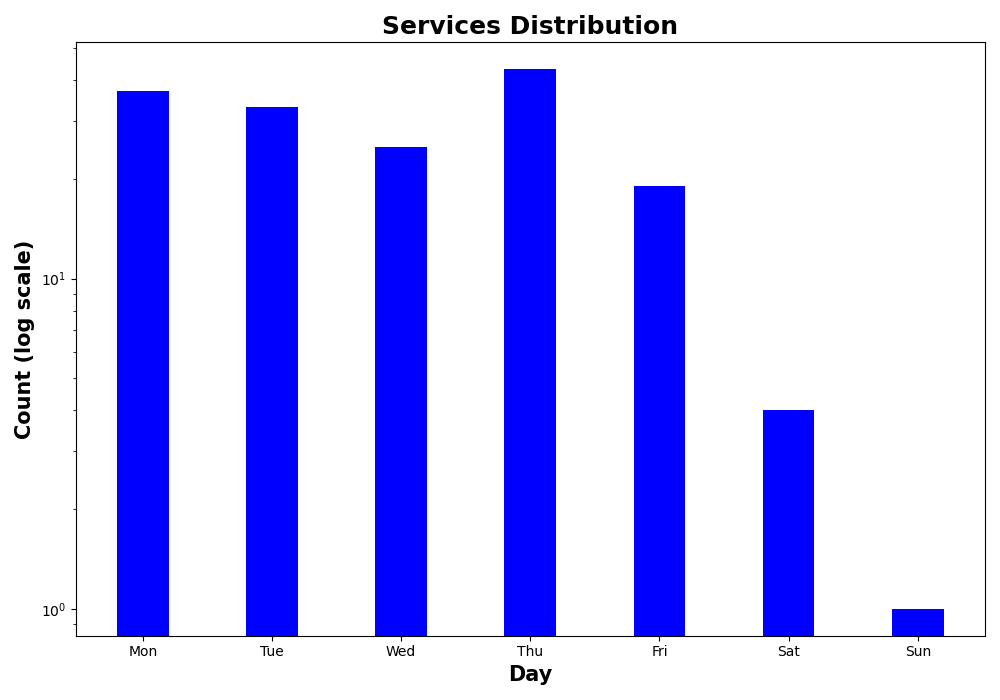 Services Distribution
Count (log scale)
10¹
10⁰
Mon Tue Wed Thu Fri Sat Sun
Day